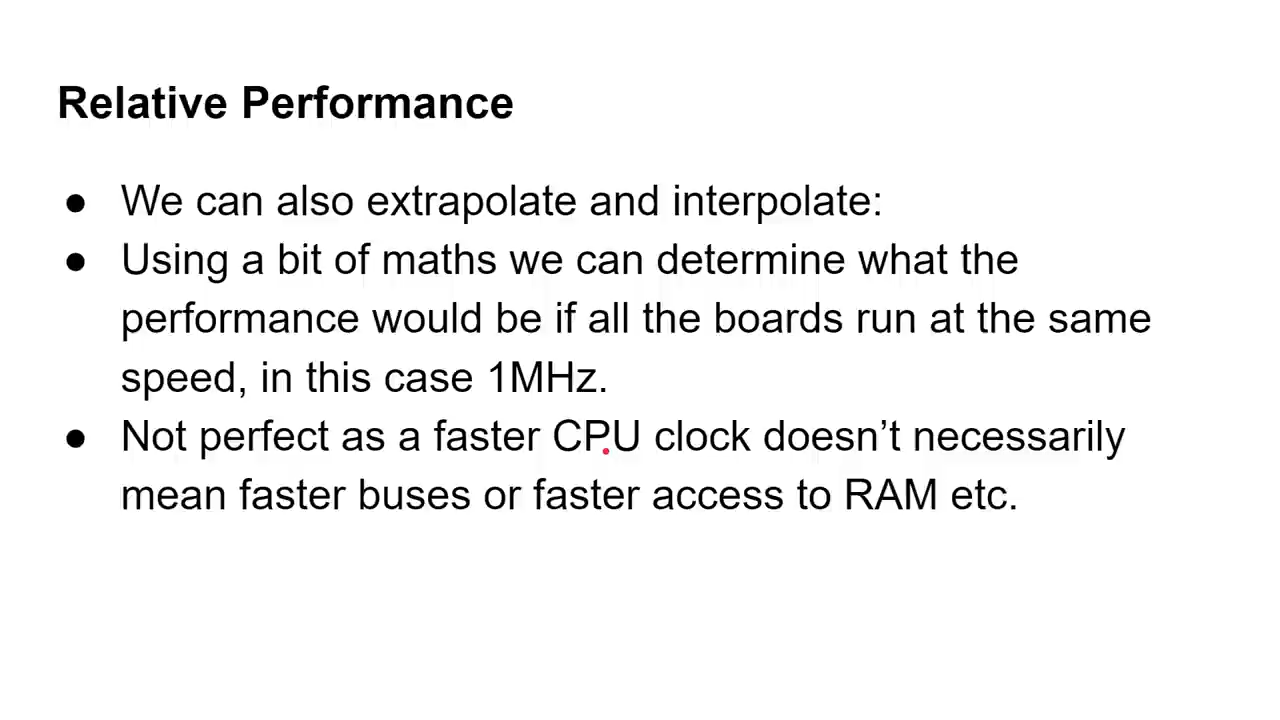 Relative Performance
● We can also extrapolate and interpolate:
● Using a bit of maths we can determine what the
performance would be if all the boards run at the same
speed, in this case 1MHz.
● Not perfect as a faster CPU clock doesn’t necessarily
mean faster buses or faster access to RAM etc.